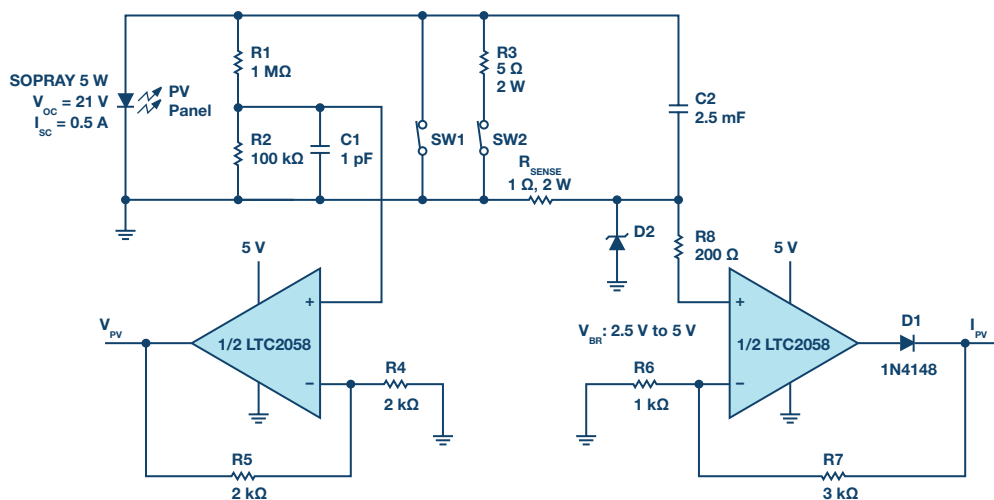 SOPRAY 5 W
V_OC = 21 V
I_SC = 0.5 A
PV
Panel
R1
1 MΩ
R2
100 kΩ
C1
1 pF
SW1
R3
5 Ω
2 W
SW2
C2
2.5 mF
R_SENSE
1 Ω, 2 W
D2
R8
200 Ω
5 V
+
1/2 LTC2058
–
V_PV
R4
2 kΩ
R5
2 kΩ
V_BR: 2.5 V to 5 V
5 V
+
1/2 LTC2058
–
D1
1N4148
I_PV
R6
1 kΩ
R7
3 kΩ